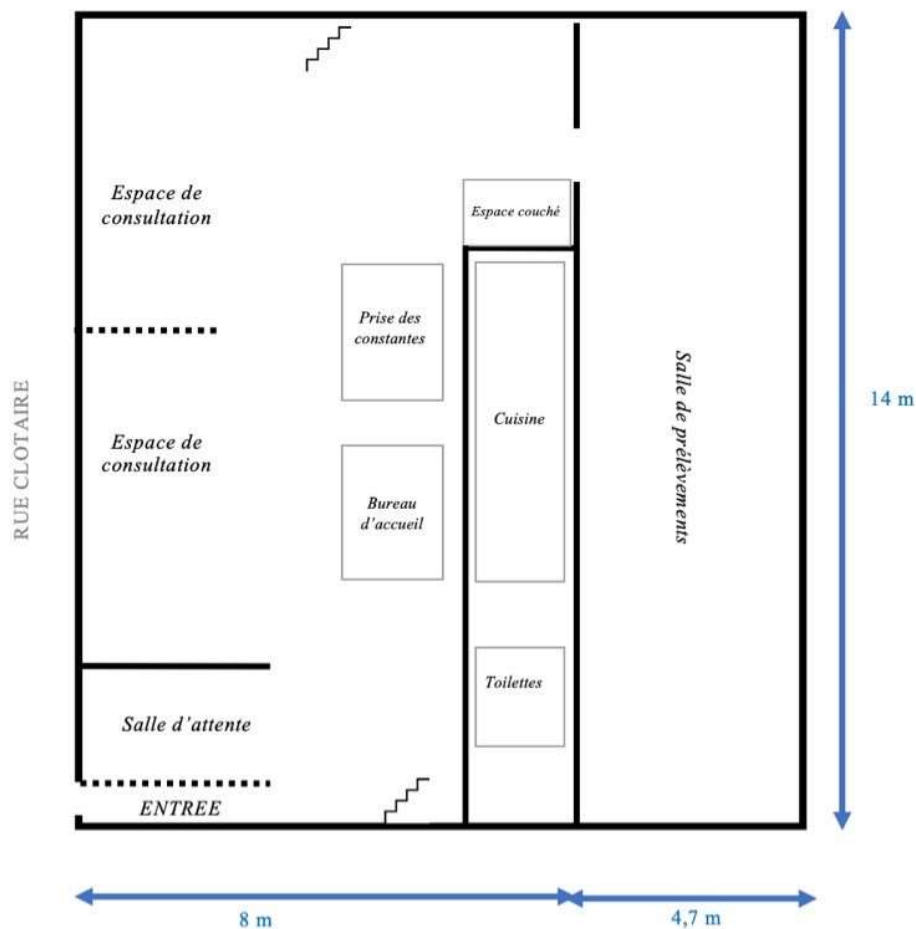 Espace de
consultation
Espace couché
Prise des
constantes
RUE CLOTAIRE
Espace de
consultation
Cuisine
Salle de prélèvements
14 m
Bureau
d'accueil
Toilettes
Salle d'attente
ENTREE
8 m
4,7 m